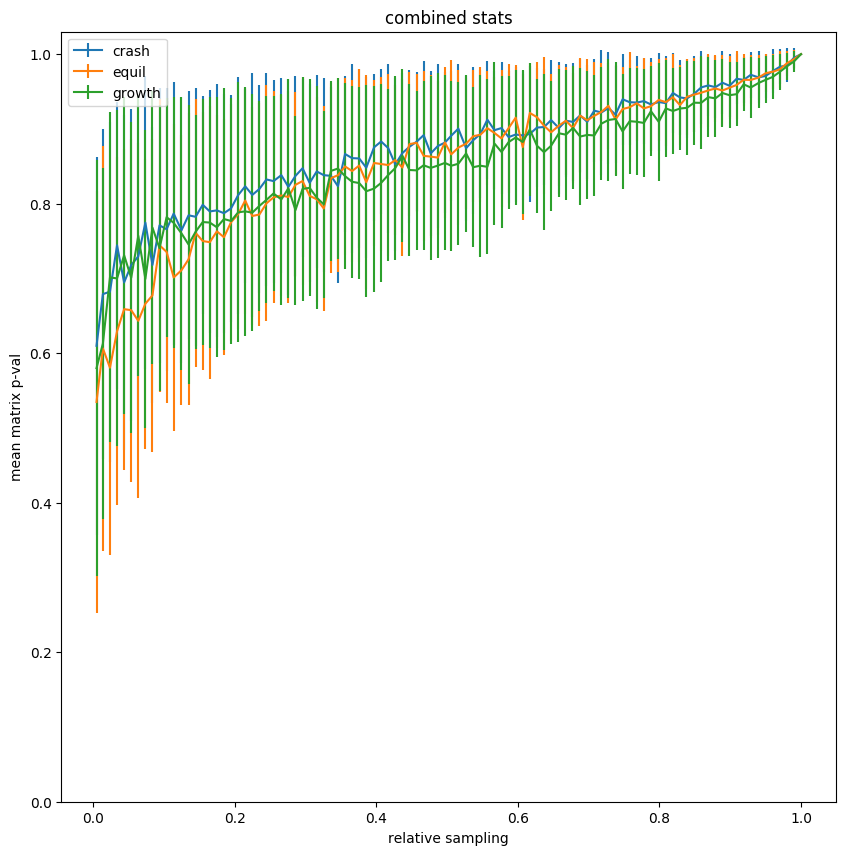 combined stats
crash
equil
growth
mean matrix p-val
1.0
0.8
0.6
0.4
0.2
0.0
0.0 0.2 0.4 0.6 0.8 1.0
relative sampling